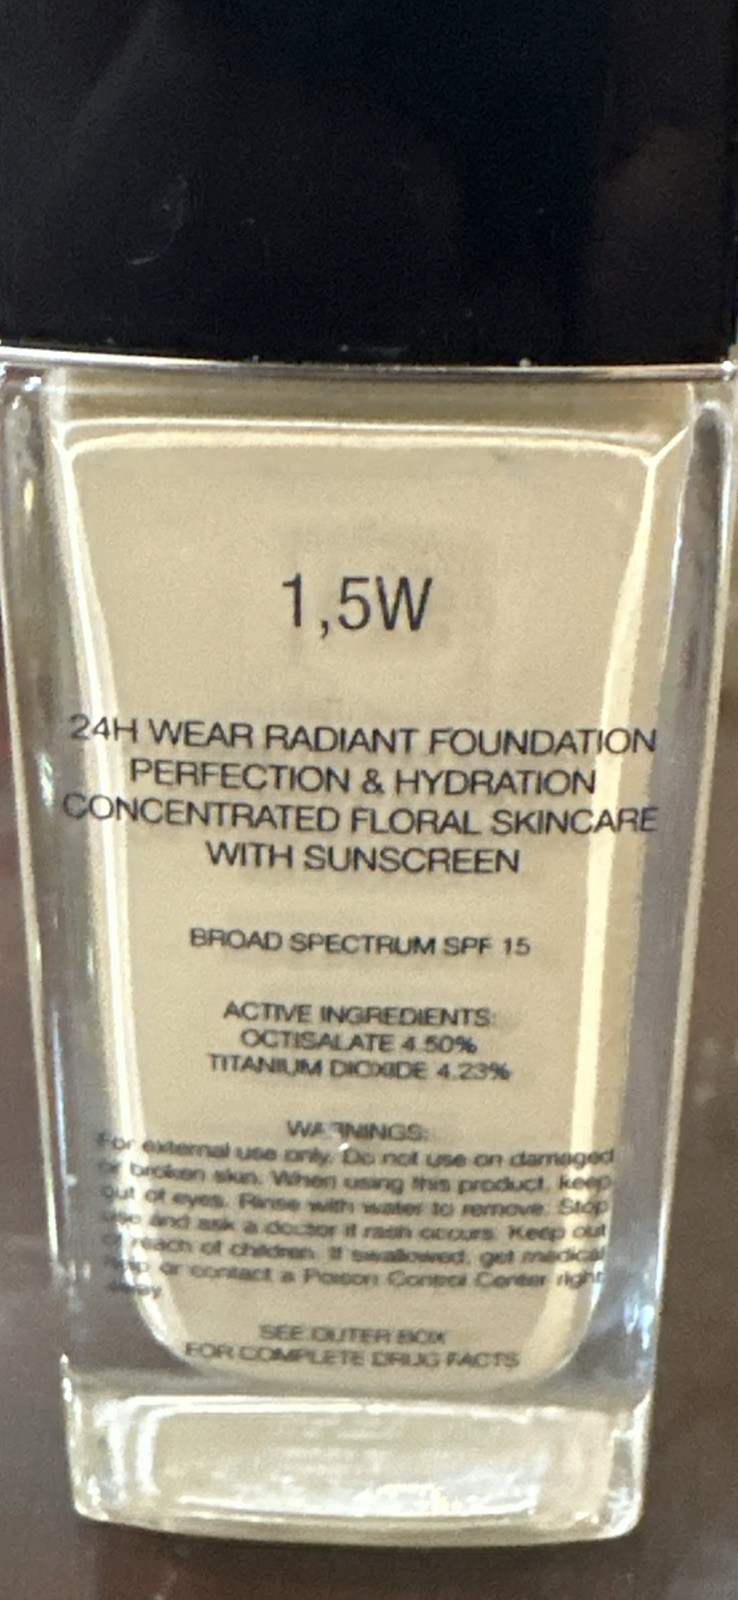 1,5W
24H WEAR RADIANT FOUNDATION
PERFECTION & HYDRATION
CONCENTRATED FLORAL SKINCARE
WITH SUNSCREEN
BROAD SPECTRUM SPF 15
ACTIVE INGREDIENTS:
OCTISALATE 4.50%
TITANIUM DIOXIDE 4.23%
WARNINGS:
For external use only. Do not use on damaged
or broken skin. When using this product, keep
out of eyes. Rinse with water to remove. Stop
use and ask a doctor if rash occurs. Keep out
of reach of children. If swallowed, get medical
help or contact a Poison Control Center right
away.
SEE OUTER BOX
FOR COMPLETE DRUG FACTS